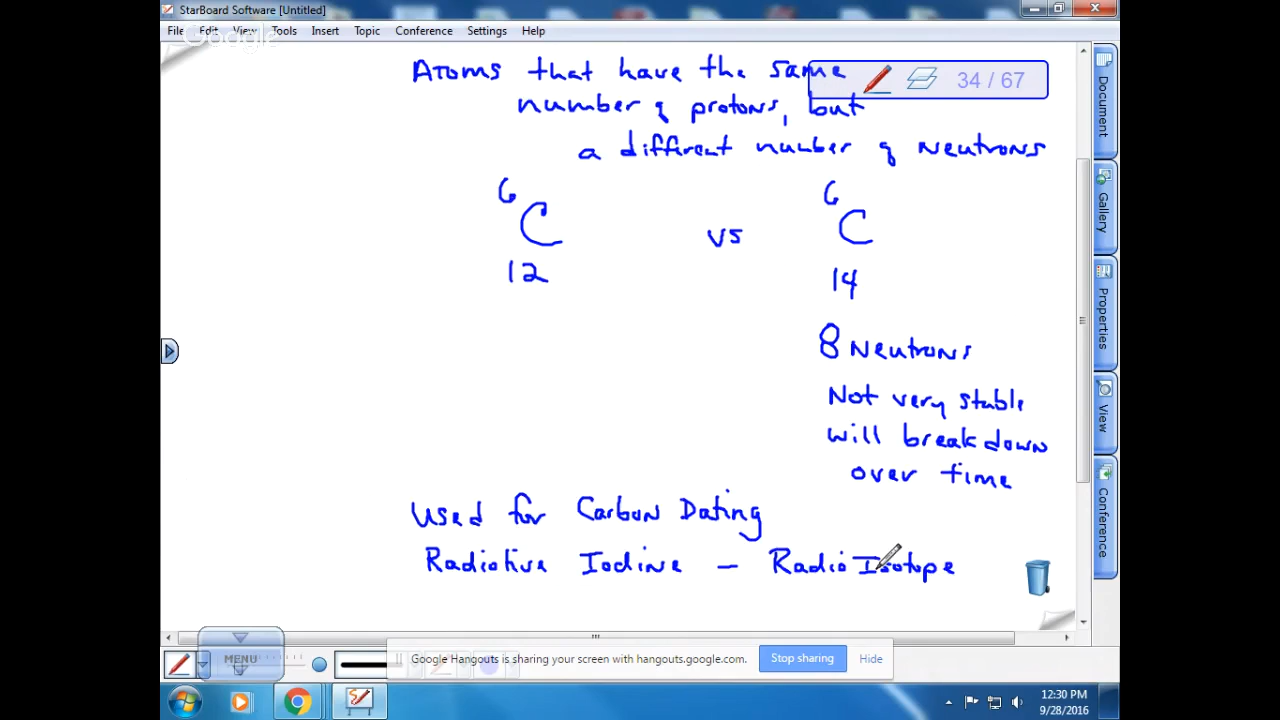 StarBoard Software [Untitled]
File Edit View Tools Insert Topic Conference Settings Help
Google
Atoms that have the same
34 / 67
number of protons, but
a different number of neutrons
6 6
C vs C
12 14
8 Neutrons
Not very stable
will breakdown
over time
Used for Carbon Dating
Radiotive Iodine – Radio Isotope
Document
Gallery
Properties
View
Conference
MENU
Google Hangouts is sharing your screen with hangouts.google.com. Stop sharing Hide
12:30 PM
9/28/2016